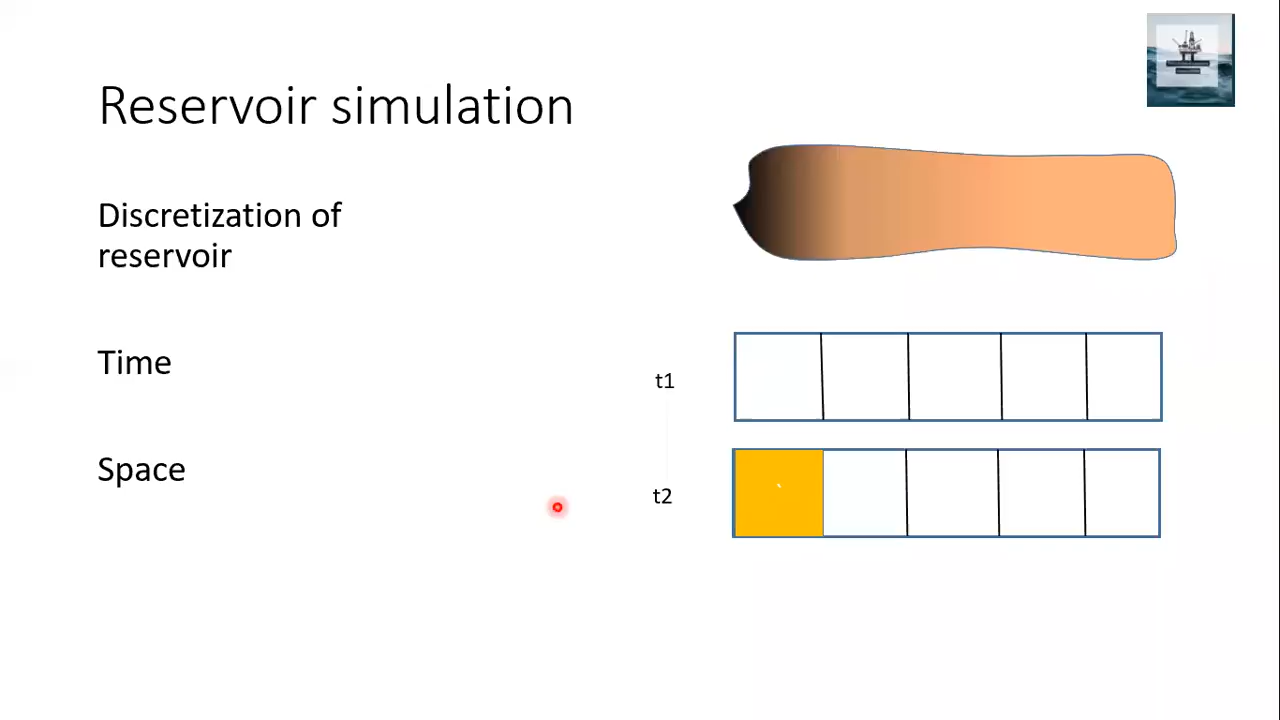 Reservoir simulation
Discretization of
reservoir
Time
t1
Space
t2